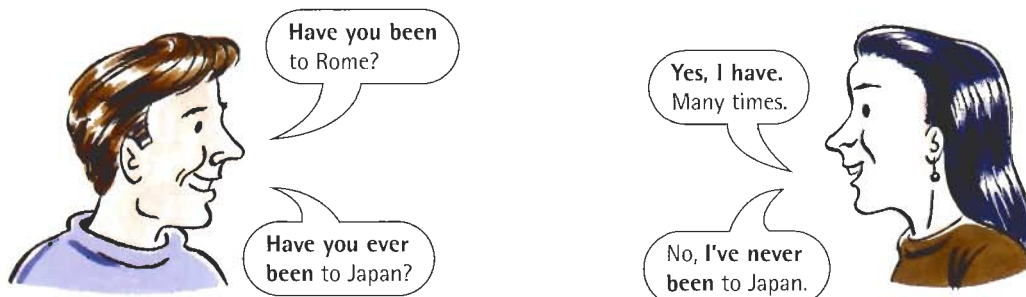 Have you been
to Rome?
Yes, I have.
Many times.
Have you ever
been to Japan?
No, I've never
been to Japan.